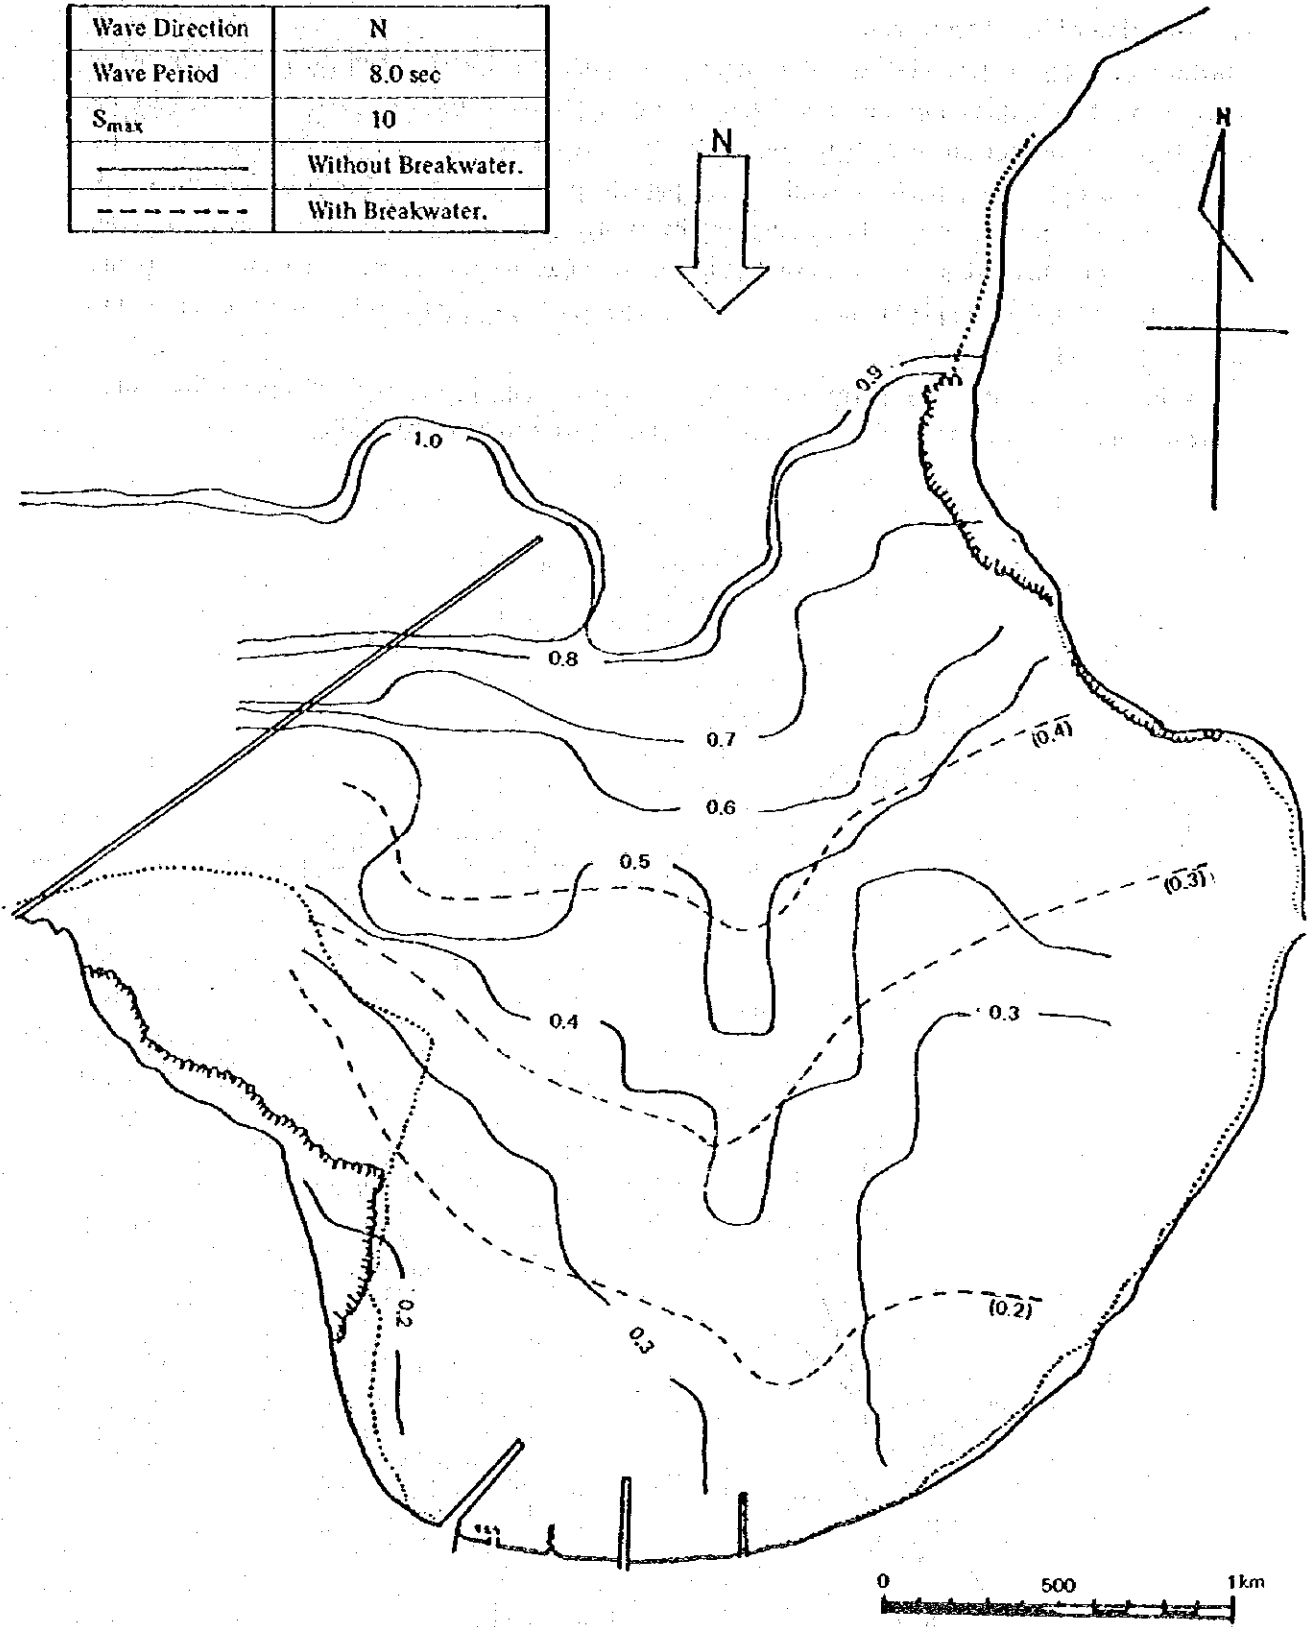 Wave Direction N
Wave Period 8.0 sec
Smax 10
Without Breakwater.
With Breakwater.
N
N
0.9
1.0
0.8
0.7
(0.4)
0.6
0.5
(0.3)
0.4
0.3
0.2
(0.2)
0.3
0 500 1km